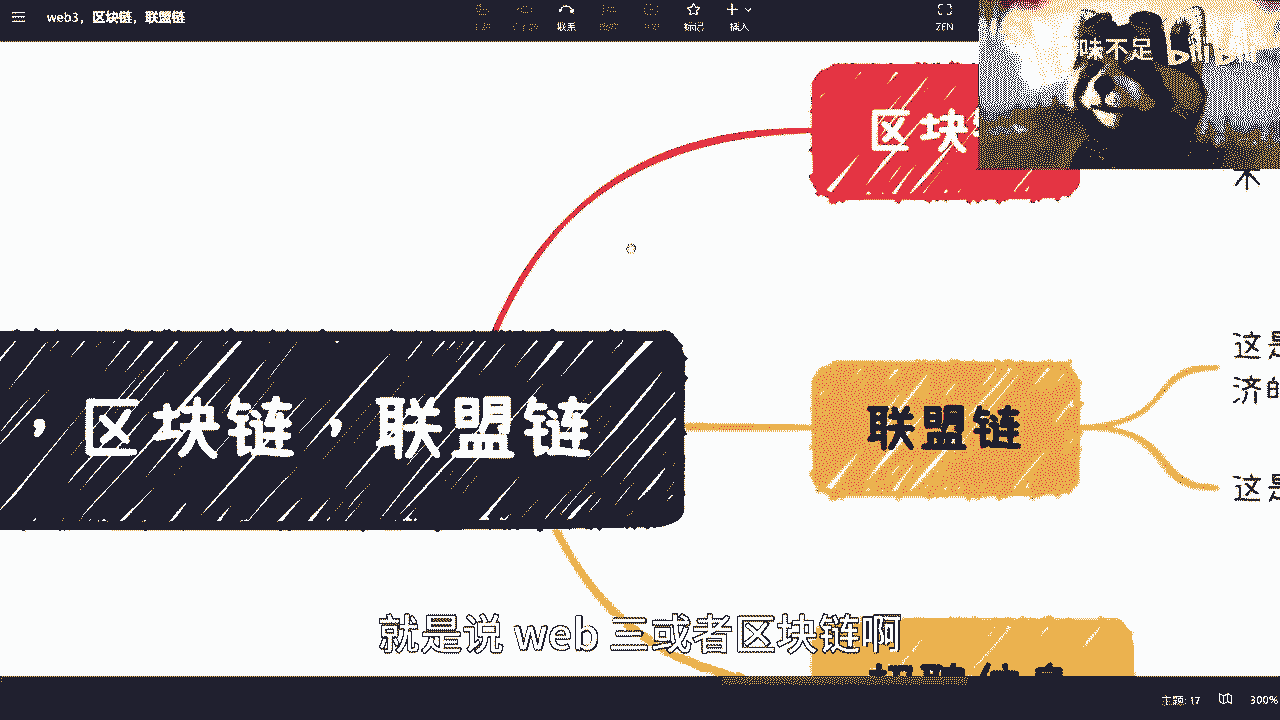 web3，区块链，联盟链
联系
标记
插入
ZEN
味不足 bilibili
区块
，区块链，联盟链
联盟链
这是
济的
这是
就是说 web 三或者区块链啊
主题: 17
300%